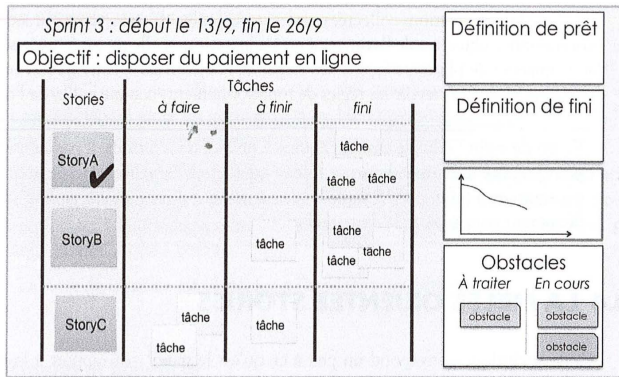 Sprint 3 : début le 13/9, fin le 26/9
Objectif : disposer du paiement en ligne
Stories
Tâches
à faire
à finir
fini
StoryA
tâche
tâche
tâche
StoryB
tâche
tâche
tâche
tâche
StoryC
tâche
tâche
tâche
Définition de prêt
Définition de fini
Obstacles
À traiter
En cours
obstacle
obstacle
obstacle